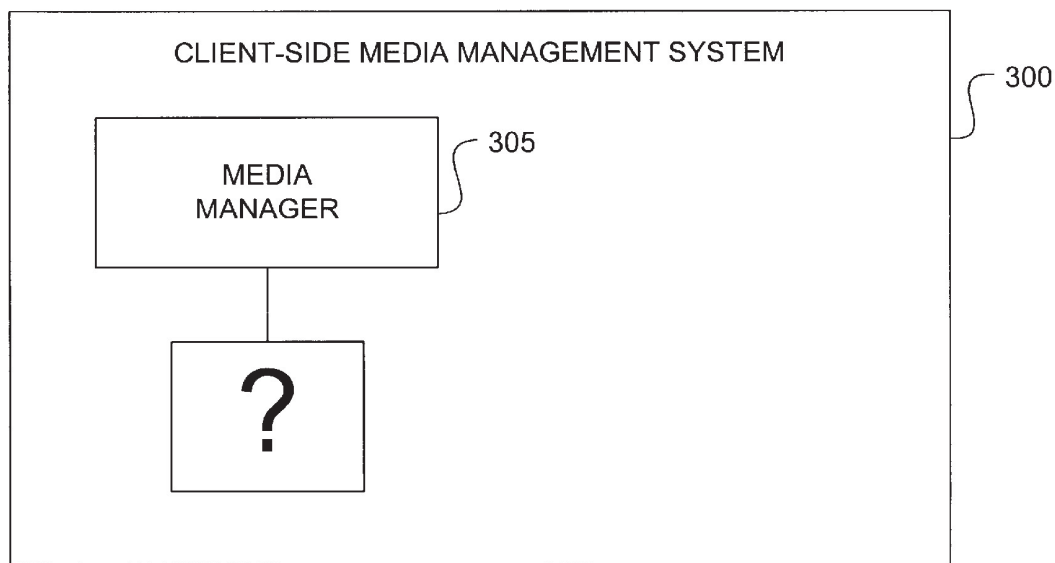 CLIENT-SIDE MEDIA MANAGEMENT SYSTEM
300
305
MEDIA
MANAGER
?